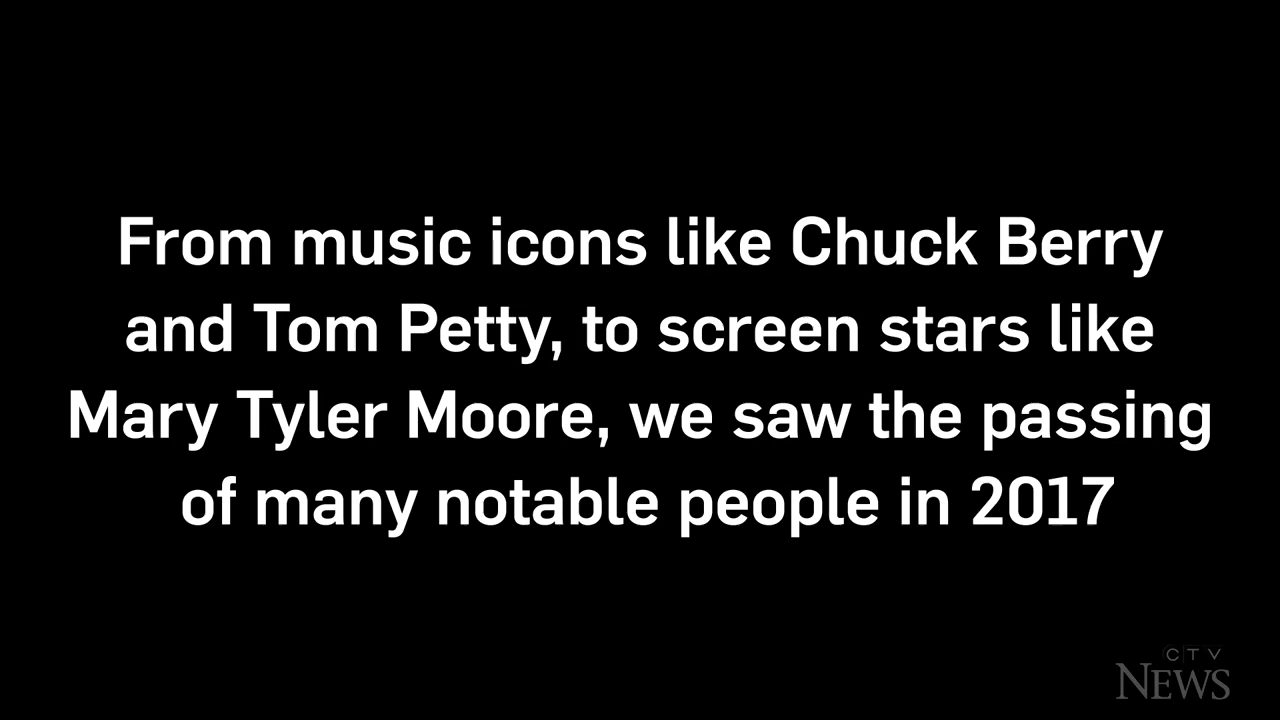 From music icons like Chuck Berry
and Tom Petty, to screen stars like
Mary Tyler Moore, we saw the passing
of many notable people in 2017
CTV
NEWS